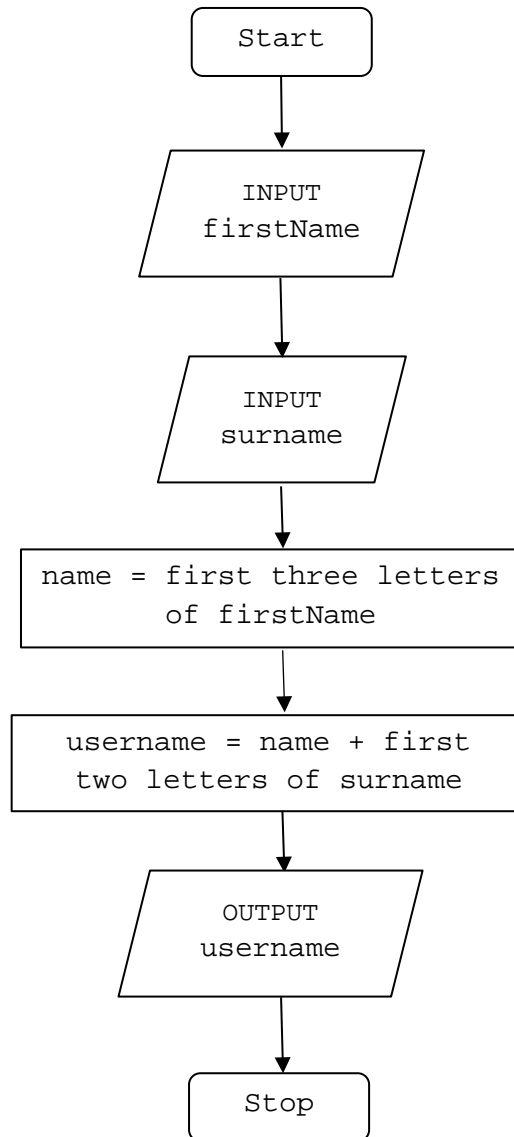 Start
INPUT
firstName
INPUT
surname
name = first three letters
of firstName
username = name + first
two letters of surname
OUTPUT
username
Stop